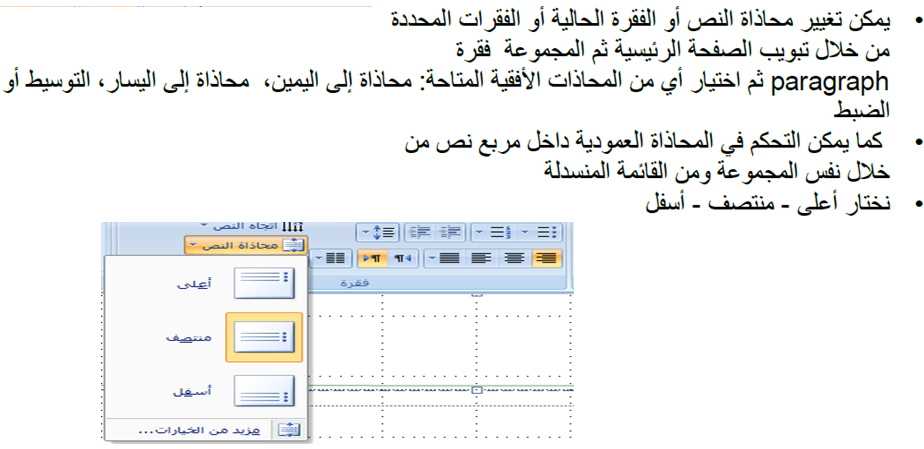 • يمكن تغيير محاذاة النص أو الفقرة الحالية أو الفقرات المحددة
من خلال تبويب الصفحة الرئيسية ثم المجموعة فقرة
paragraph ثم اختيار أي من المحاذات الأفقية المتاحة: محاذاة إلى اليمين، محاذاة إلى اليسار، التوسيط أو
الضبط
• كما يمكن التحكم في المحاذاة العمودية داخل مربع نص من
خلال نفس المجموعة ومن القائمة المنسدلة
• نختار أعلى - منتصف - أسفل
اتجاه النص
محاذاة النص
فقرة
أعلى
منتصف
أسفل
مزيد من الخيارات...